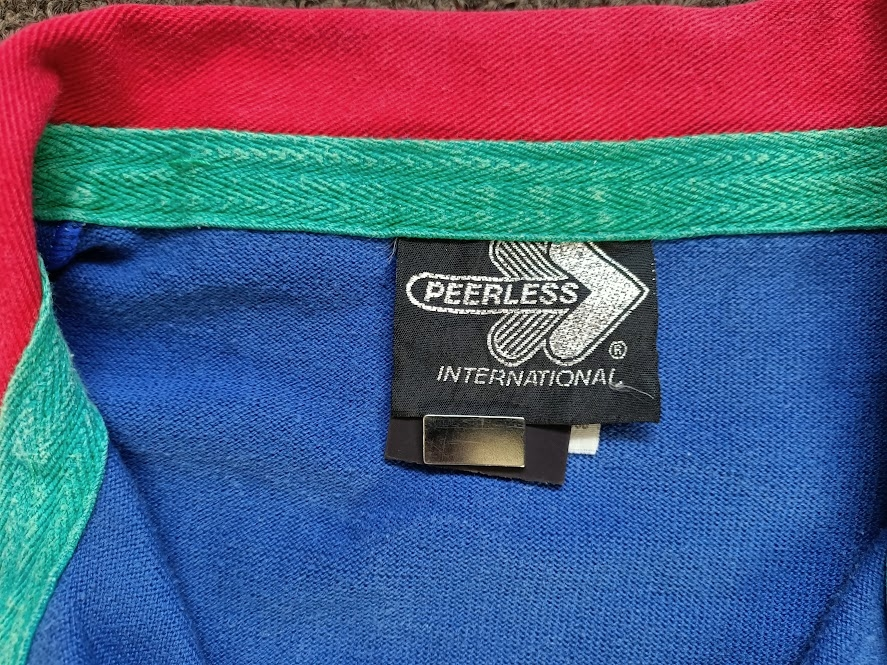 PEERLESS
®
INTERNATIONAL